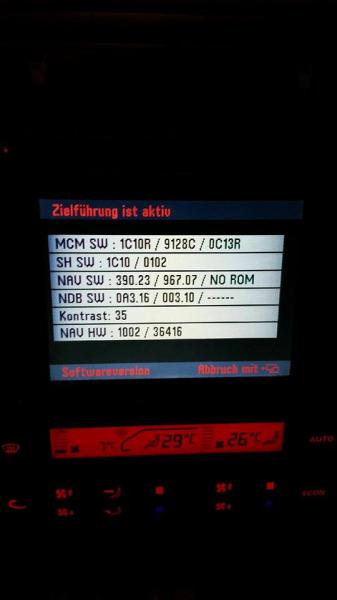 Zielführung ist aktiv
MCM SW : 1C10R / 9128C / 0C13R
SH SW : 1C10 / 0102
NAV SW : 390.23 / 967.07 / NO ROM
NDB SW : 0A3.16 / 003.10 / ------
Kontrast: 35
NAV HW : 1002 / 36416
Softwareversion Abbruch mit
-7°C 29°C 26°C
AUTO
ECON